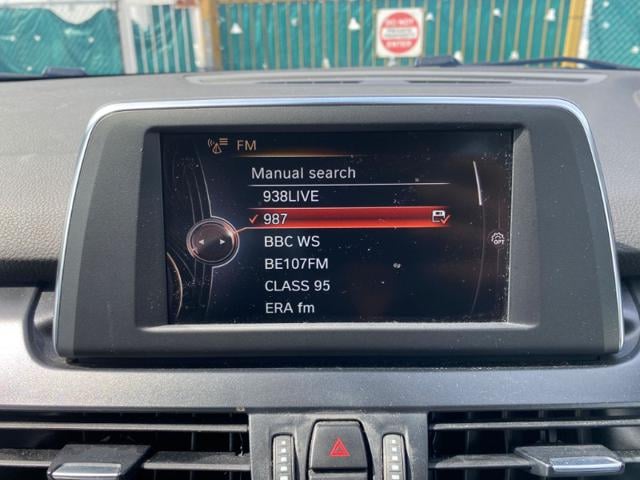 DO NOT
ENTER
FM
Manual search
938LIVE
987
BBC WS
BE107FM
CLASS 95
ERA fm
OPT